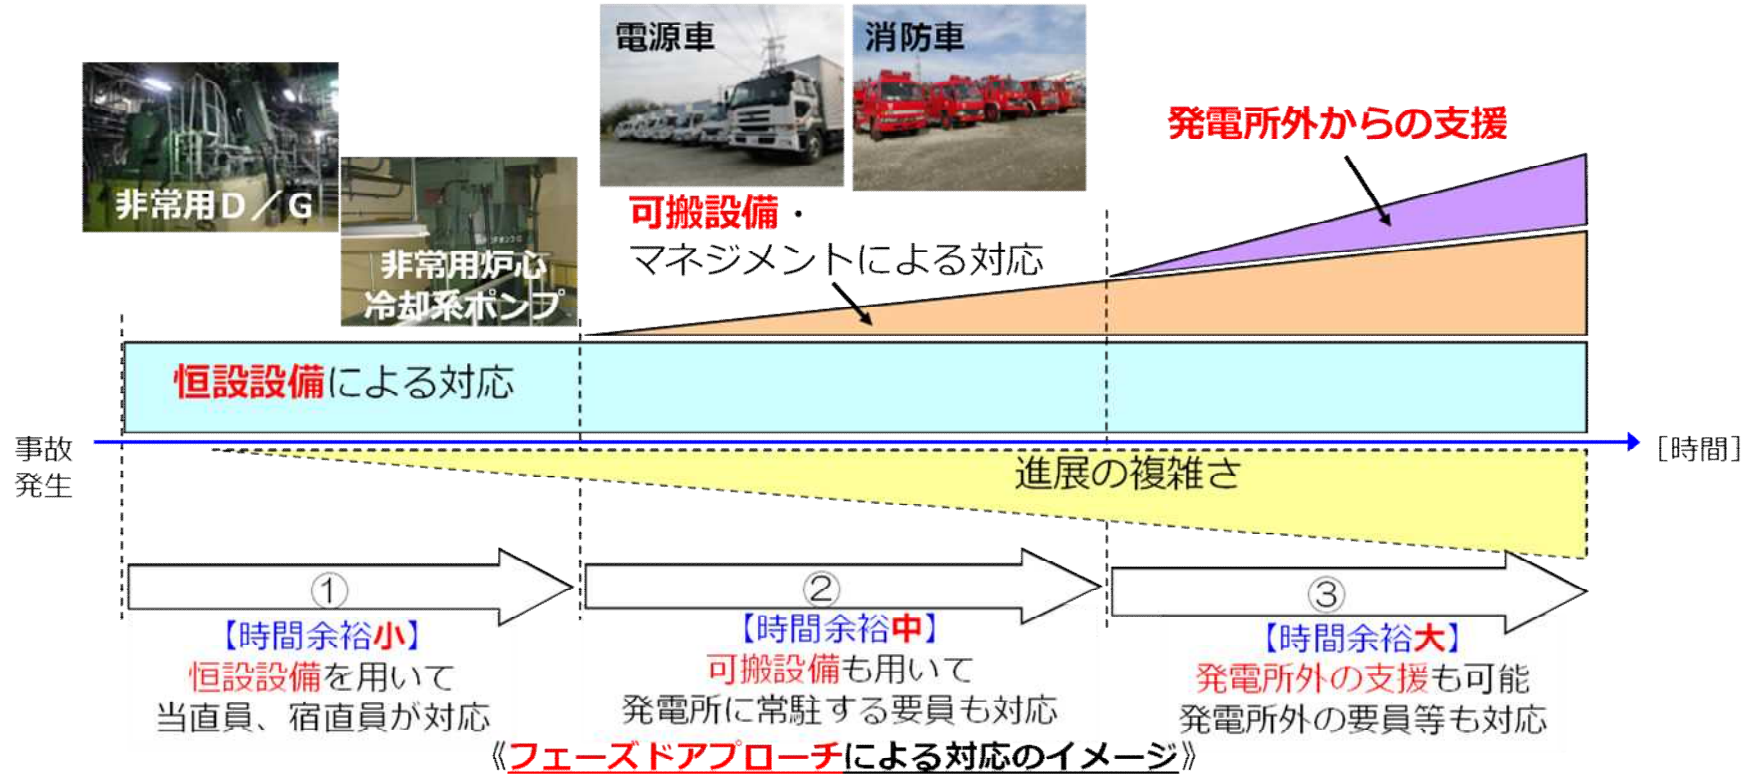 電源車
消防車
非常用D／G
非常用炉心
冷却系ポンプ
発電所外からの支援
可搬設備・
マネジメントによる対応
恒設設備による対応
事故
発生
［時間］
進展の複雑さ
①
【時間余裕小】
恒設設備を用いて
当直員、宿直員が対応
②
【時間余裕中】
可搬設備も用いて
発電所に常駐する要員も対応
③
【時間余裕大】
発電所外の支援も可能
発電所外の要員等も対応
《フェーズドアプローチによる対応のイメージ》